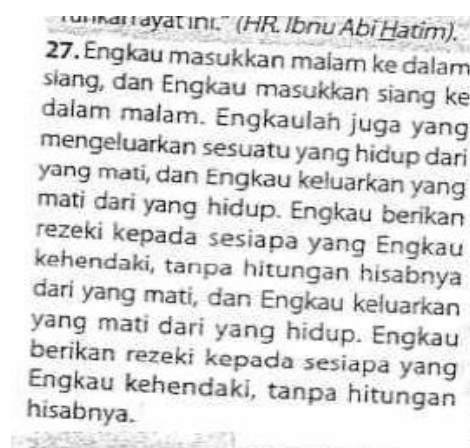 ayat ini." (HR. Ibnu Abi Hatim).
27. Engkau masukkan malam ke dalam
siang, dan Engkau masukkan siang ke
dalam malam. Engkaulah juga yang
mengeluarkan sesuatu yang hidup dari
yang mati, dan Engkau keluarkan yang
mati dari yang hidup. Engkau berikan
rezeki kepada sesiapa yang Engkau
kehendaki, tanpa hitungan hisabnya
dari yang mati, dan Engkau keluarkan
yang mati dari yang hidup. Engkau
berikan rezeki kepada sesiapa yang
Engkau kehendaki, tanpa hitungan
hisabnya.